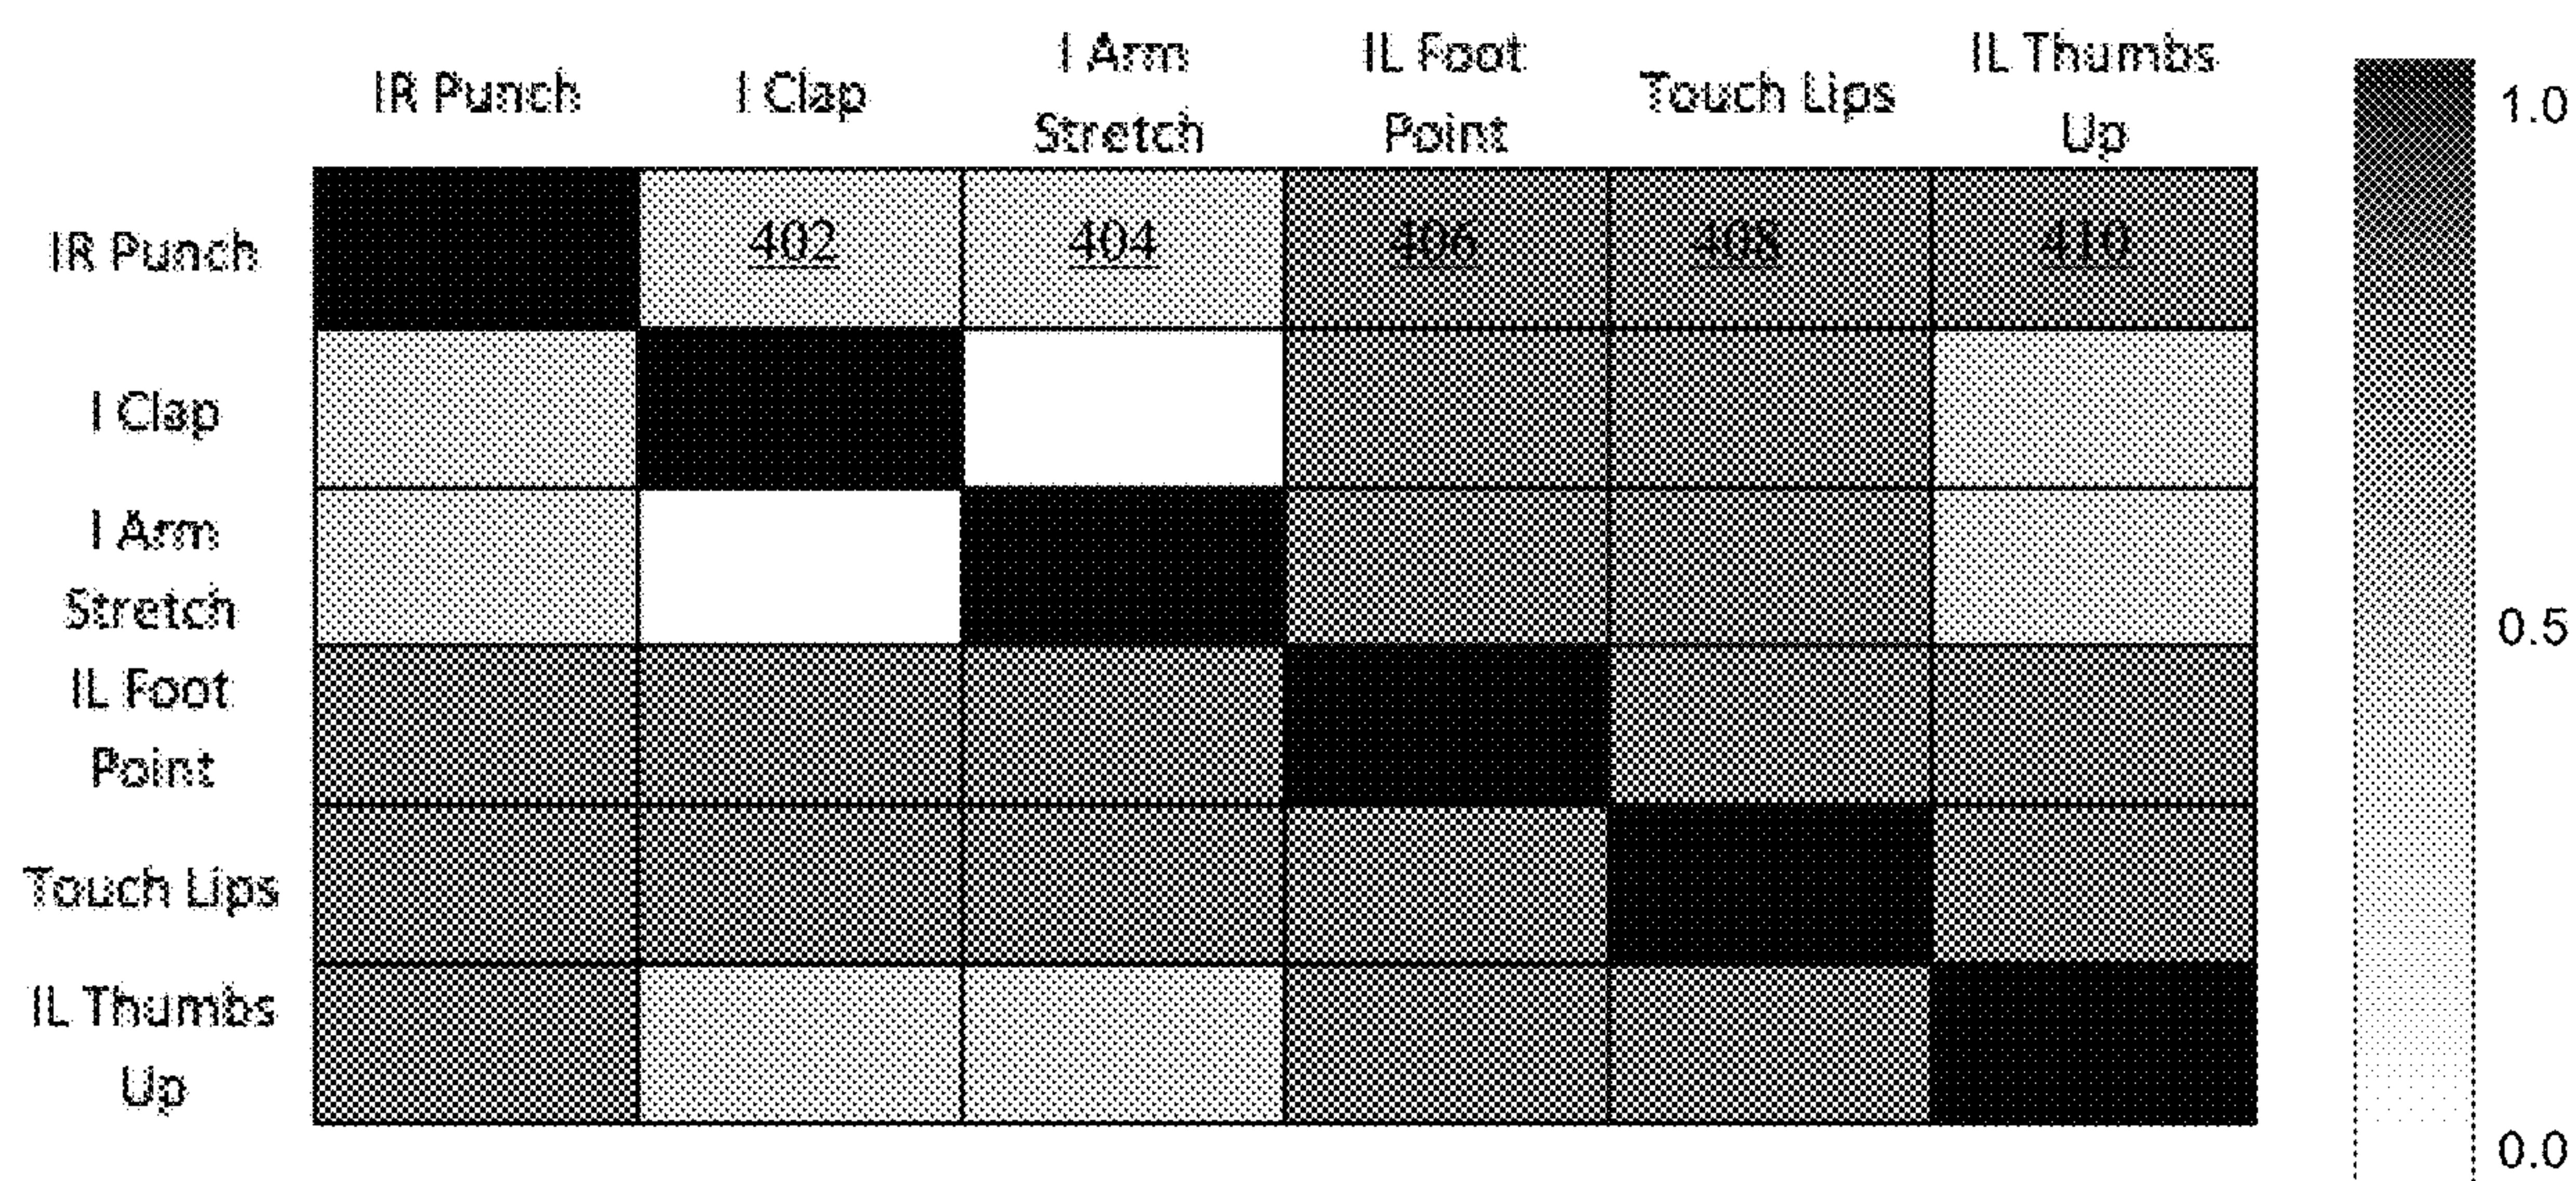 IR Punch
I Clap
I Arm
Stretch
IL Foot
Point
Touch Lips
IL Thumbs
Up
1.0
IR Punch
402
404
406
408
410
I Clap
I Arm
Stretch
0.5
IL Foot
Point
Touch Lips
IL Thumbs
Up
0.0